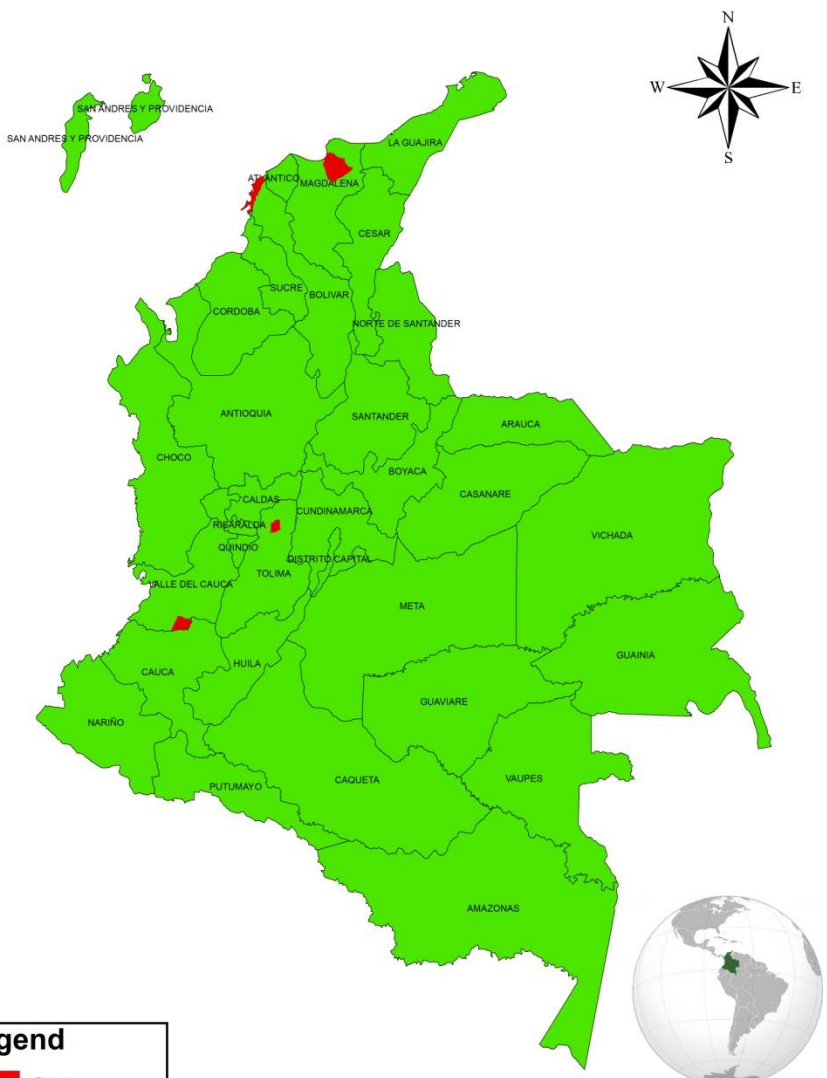 N
W
E
S
SAN ANDRES Y PROVIDENCIA
SAN ANDRES Y PROVIDENCIA
LA GUAJIRA
ATLANTICO
MAGDALENA
CESAR
SUCRE
BOLIVAR
CORDOBA
NORTE DE SANTANDER
ANTIOQUIA
SANTANDER
ARAUCA
CHOCO
BOYACA
CASANARE
CALDAS
CUNDINAMARCA
RISARALDA
VICHADA
QUINDIO
DISTRITO CAPITAL
TOLIMA
ALLE DEL CAUCA
META
GUAINIA
HUILA
CAUCA
GUAVIARE
NARIÑO
VAUPES
CAQUETA
PUTUMAYO
AMAZONAS
gend